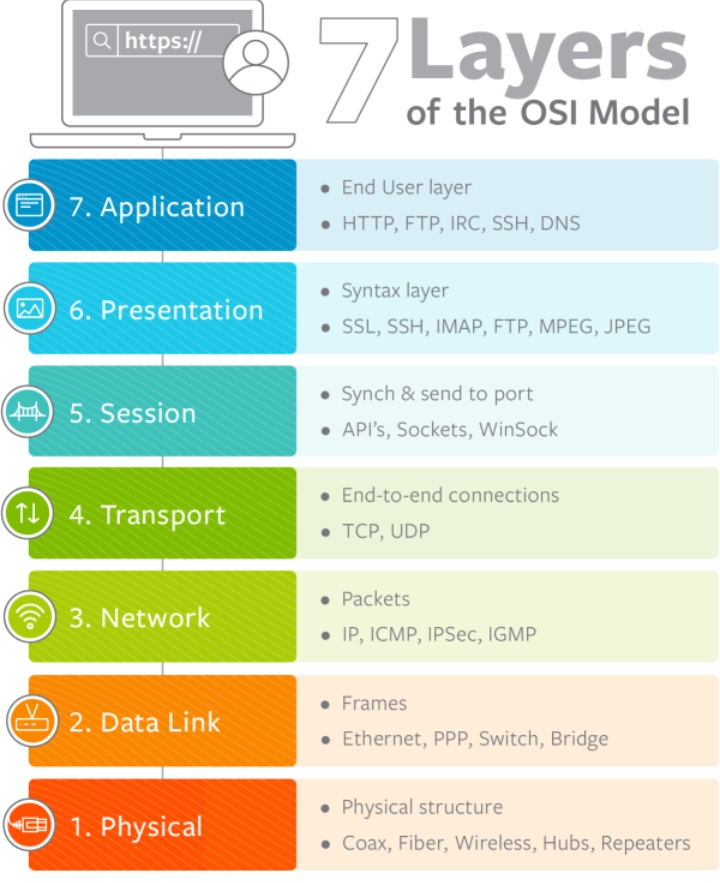 https://
7 Layers
of the OSI Model
7. Application
• End User layer
• HTTP, FTP, IRC, SSH, DNS
6. Presentation
• Syntax layer
• SSL, SSH, IMAP, FTP, MPEG, JPEG
5. Session
• Synch & send to port
• API's, Sockets, WinSock
4. Transport
• End-to-end connections
• TCP, UDP
3. Network
• Packets
• IP, ICMP, IPSec, IGMP
2. Data Link
• Frames
• Ethernet, PPP, Switch, Bridge
1. Physical
• Physical structure
• Coax, Fiber, Wireless, Hubs, Repeaters